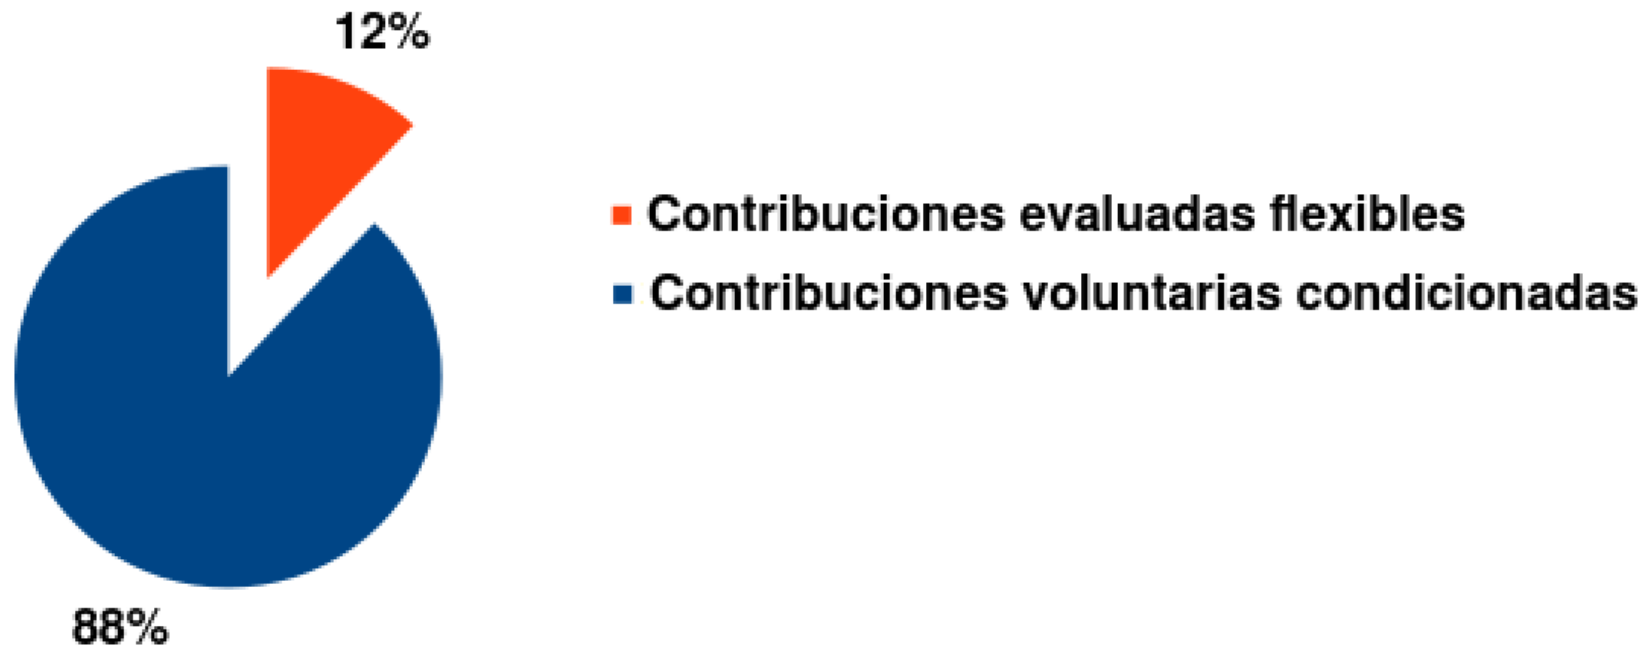 12%
Contribuciones evaluadas flexibles
Contribuciones voluntarias condicionadas
88%